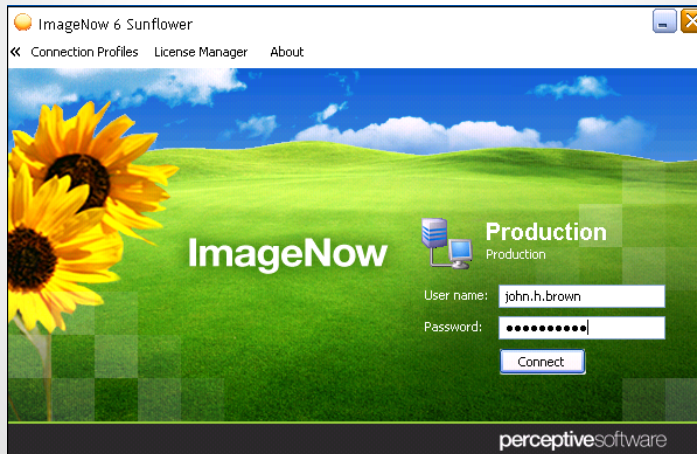 ImageNow 6 Sunflower
« Connection Profiles License Manager About
ImageNow
Production
Production
User name: john.h.brown
Password: ●●●●●●●●●●
Connect
perceptivesoftware